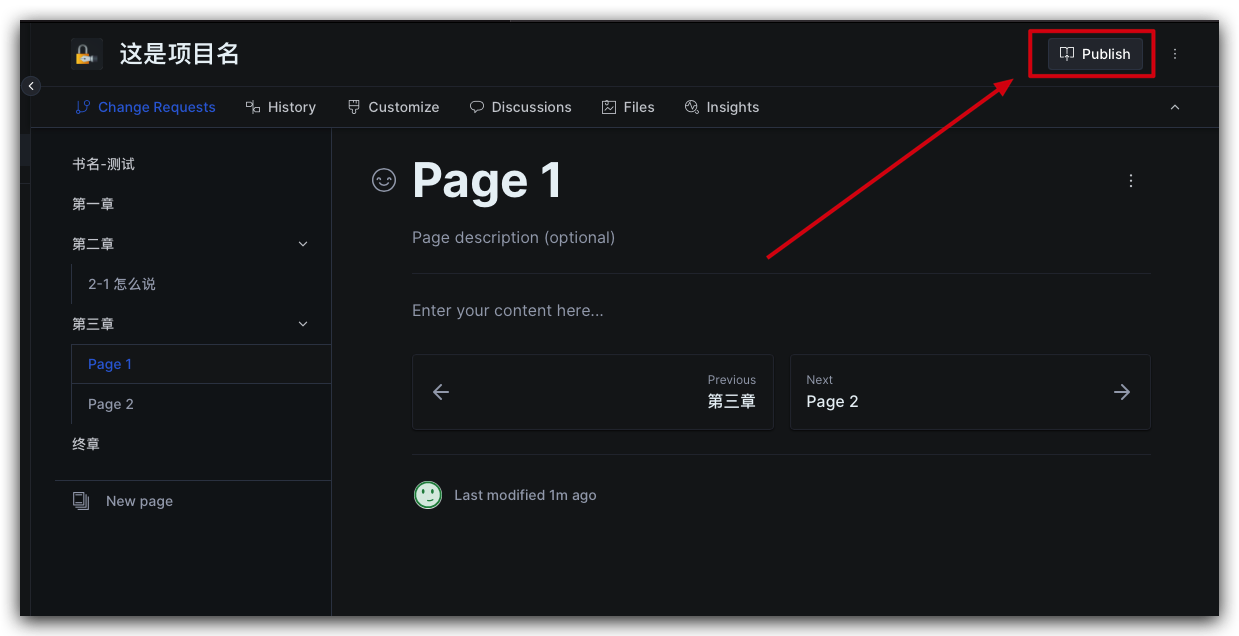 这是项目名
Publish
Change Requests
History
Customize
Discussions
Files
Insights
书名-测试
第一章
第二章
2-1 怎么说
第三章
Page 1
Page 2
终章
New page
Page 1
Page description (optional)
Enter your content here...
Previous
第三章
Next
Page 2
Last modified 1m ago